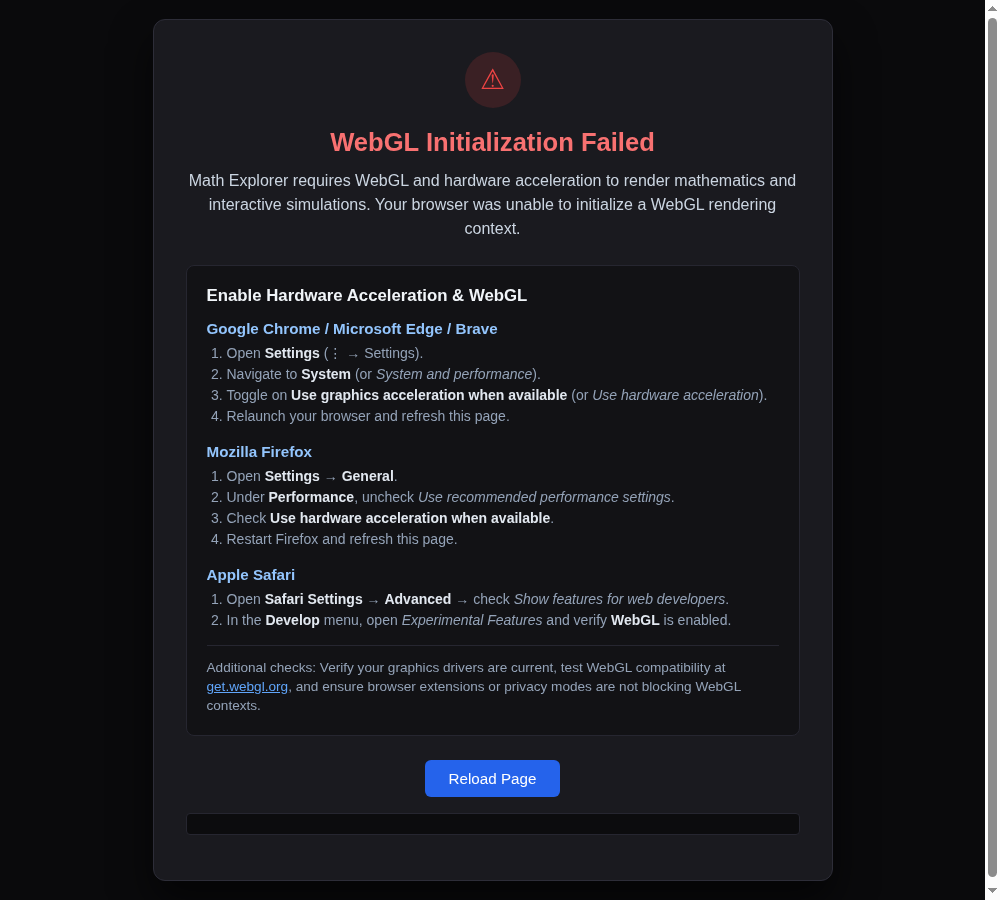 WebGL Initialization Failed
Math Explorer requires WebGL and hardware acceleration to render mathematics and
interactive simulations. Your browser was unable to initialize a WebGL rendering
context.
Enable Hardware Acceleration & WebGL
Google Chrome / Microsoft Edge / Brave
1. Open Settings (⋮ → Settings).
2. Navigate to System (or System and performance).
3. Toggle on Use graphics acceleration when available (or Use hardware acceleration).
4. Relaunch your browser and refresh this page.
Mozilla Firefox
1. Open Settings → General.
2. Under Performance, uncheck Use recommended performance settings.
3. Check Use hardware acceleration when available.
4. Restart Firefox and refresh this page.
Apple Safari
1. Open Safari Settings → Advanced → check Show features for web developers.
2. In the Develop menu, open Experimental Features and verify WebGL is enabled.
Additional checks: Verify your graphics drivers are current, test WebGL compatibility at
get.webgl.org, and ensure browser extensions or privacy modes are not blocking WebGL
contexts.
Reload Page